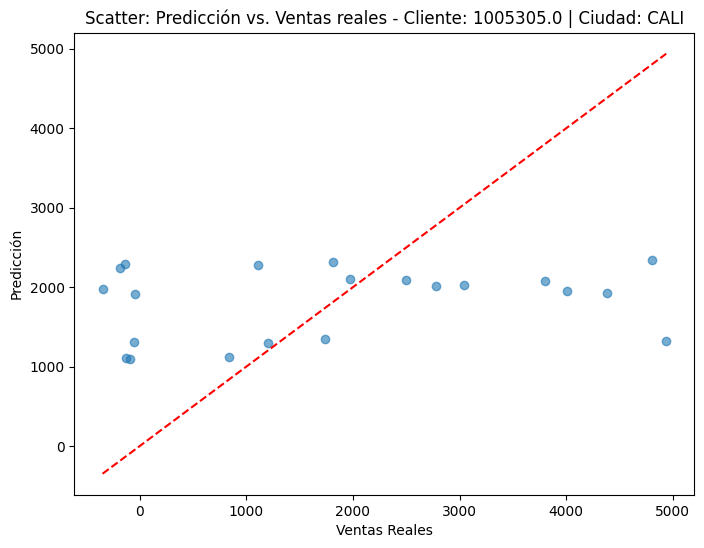 Scatter: Predicción vs. Ventas reales - Cliente: 1005305.0 | Ciudad: CALI
5000
4000
3000
2000
1000
0
Predicción
0 1000 2000 3000 4000 5000
Ventas Reales